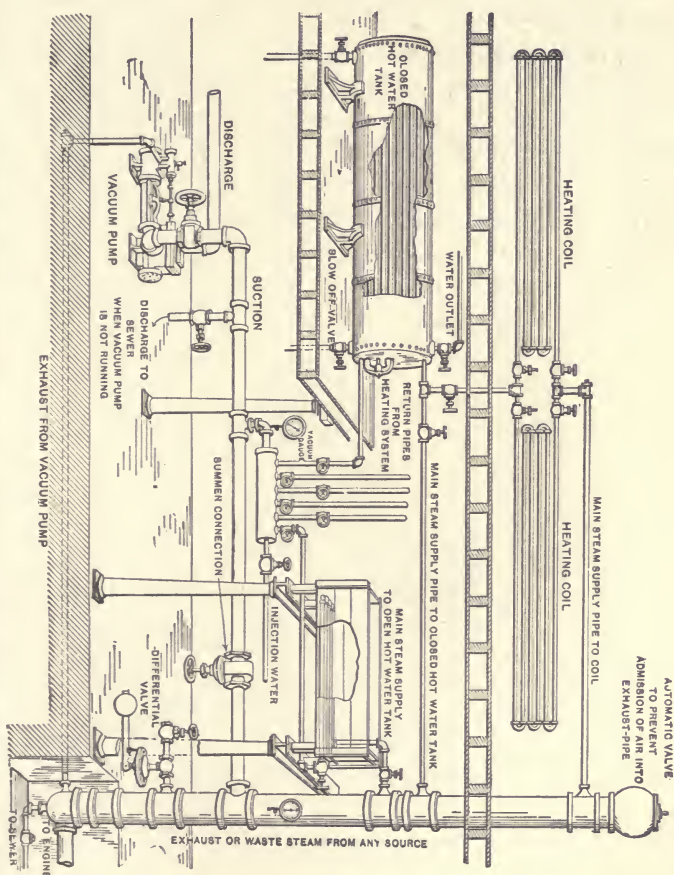 AUTOMATIC VALVE
TO PREVENT
ADMISSION OF AIR INTO
EXHAUST-PIPE
HEATING COIL
HEATING COIL
MAIN STEAM SUPPLY PIPE TO COIL
CLOSED
HOT WATER
TANK
WATER OUTLET
BLOW OFF VALVE
RETURN PIPES
FROM
HEATING SYSTEM
MAIN STEAM SUPPLY PIPE TO CLOSED HOT WATER TANK
DISCHARGE
SUCTION
VACUUM
GAUGE
VACUUM PUMP
DISCHARGE TO
SEWER
WHEN VACUUM PUMP
IS NOT RUNNING
SUMMER CONNECTION
INJECTION WATER
MAIN STEAM SUPPLY
TO OPEN HOT WATER TANK
-DIFFERENTIAL
VALVE
EXHAUST FROM VACUUM PUMP
EXHAUST OR WASTE STEAM FROM ANY SOURCE
TO ENGINE
TO SEWER